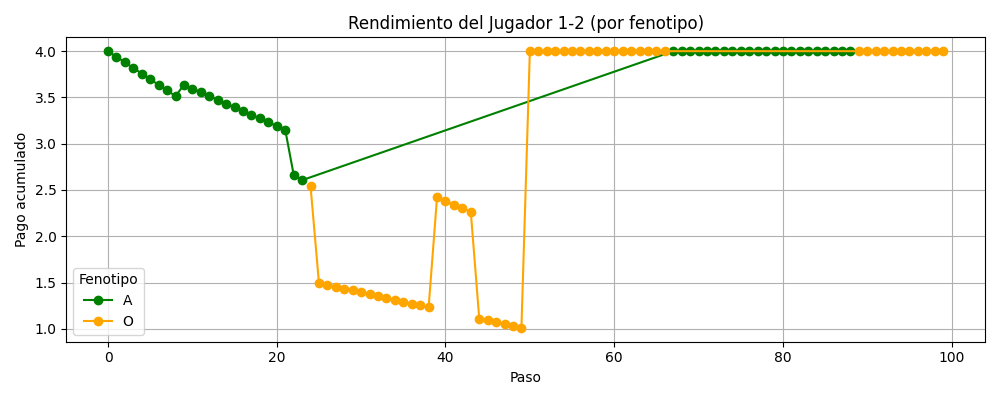 Rendimiento del Jugador 1-2 (por fenotipo)
Pago acumulado
4.0
3.5
3.0
2.5
2.0
1.5
1.0
Fenotipo
A
O
0 20 40 60 80 100
Paso